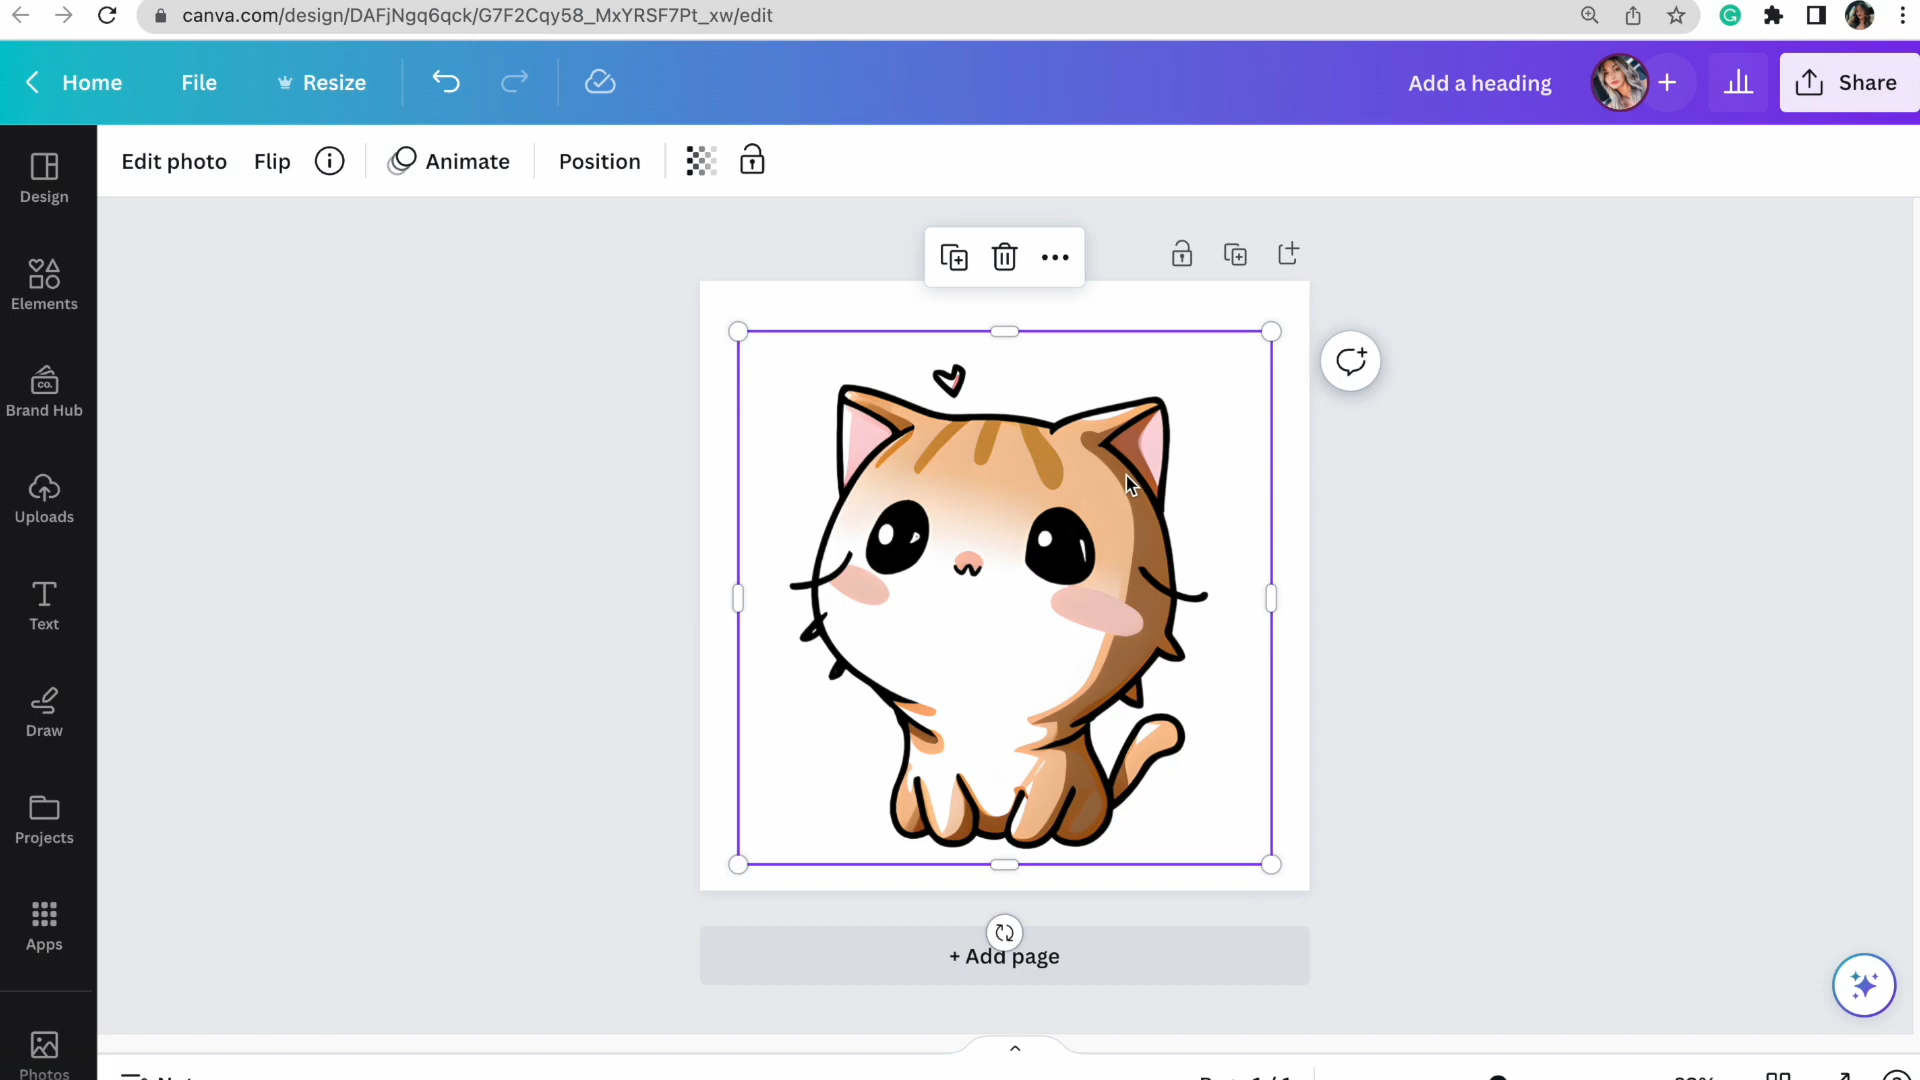 canva.com/design/DAFjNgq6qck/G7F2Cqy58_MxYRSF7Pt_xw/edit
Home File Resize Add a heading Share
Edit photo Flip Animate Position
Design
Elements
CO.
Brand Hub
Uploads
Text
Draw
Projects
Apps
+ Add page
Photos